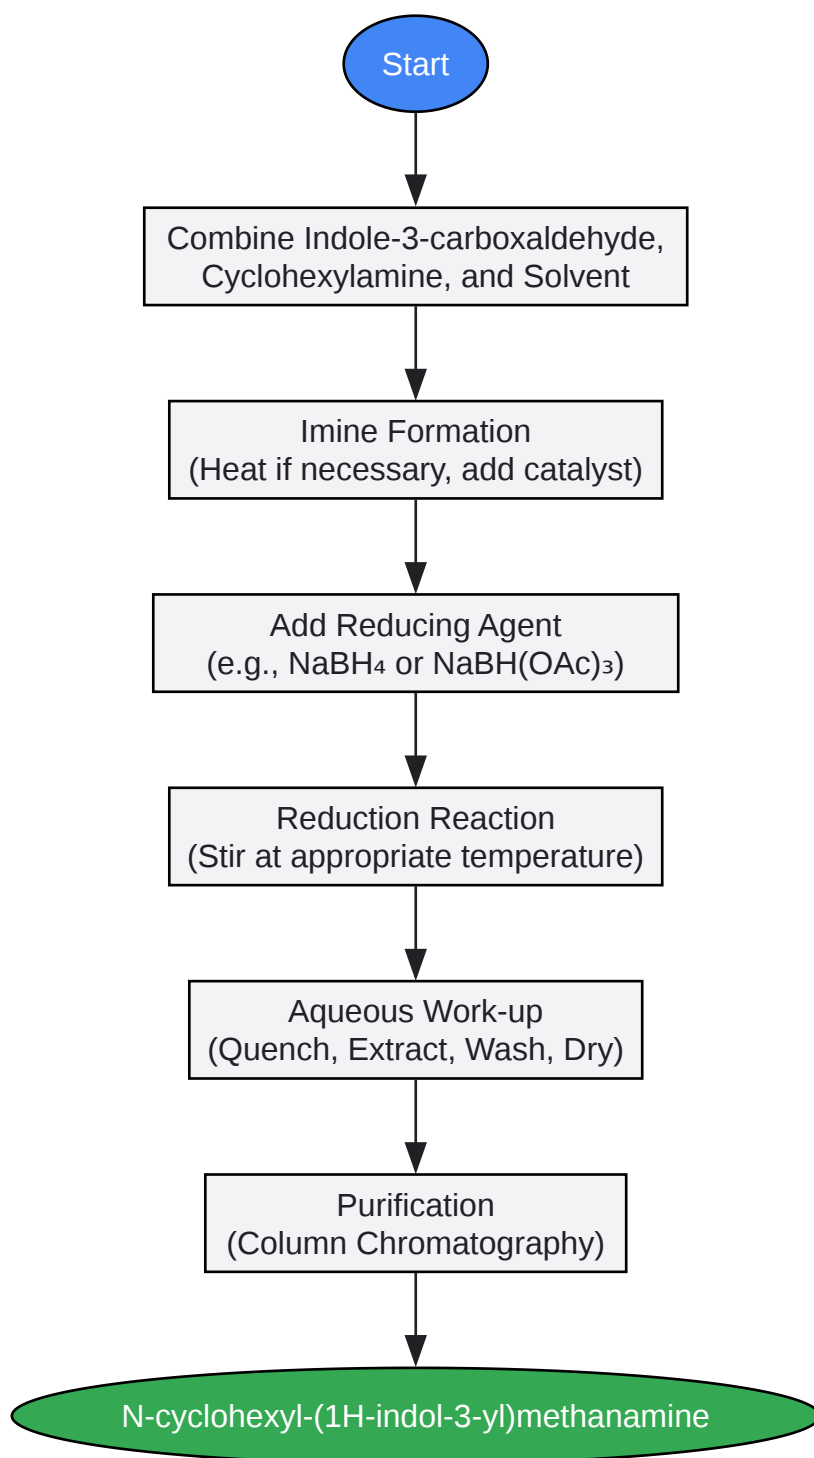 Start
Combine Indole-3-carboxaldehyde,
Cyclohexylamine, and Solvent
Imine Formation
(Heat if necessary, add catalyst)
Add Reducing Agent
(e.g., NaBH₄ or NaBH(OAc)₃)
Reduction Reaction
(Stir at appropriate temperature)
Aqueous Work-up
(Quench, Extract, Wash, Dry)
Purification
(Column Chromatography)
N-cyclohexyl-(1H-indol-3-yl)methanamine